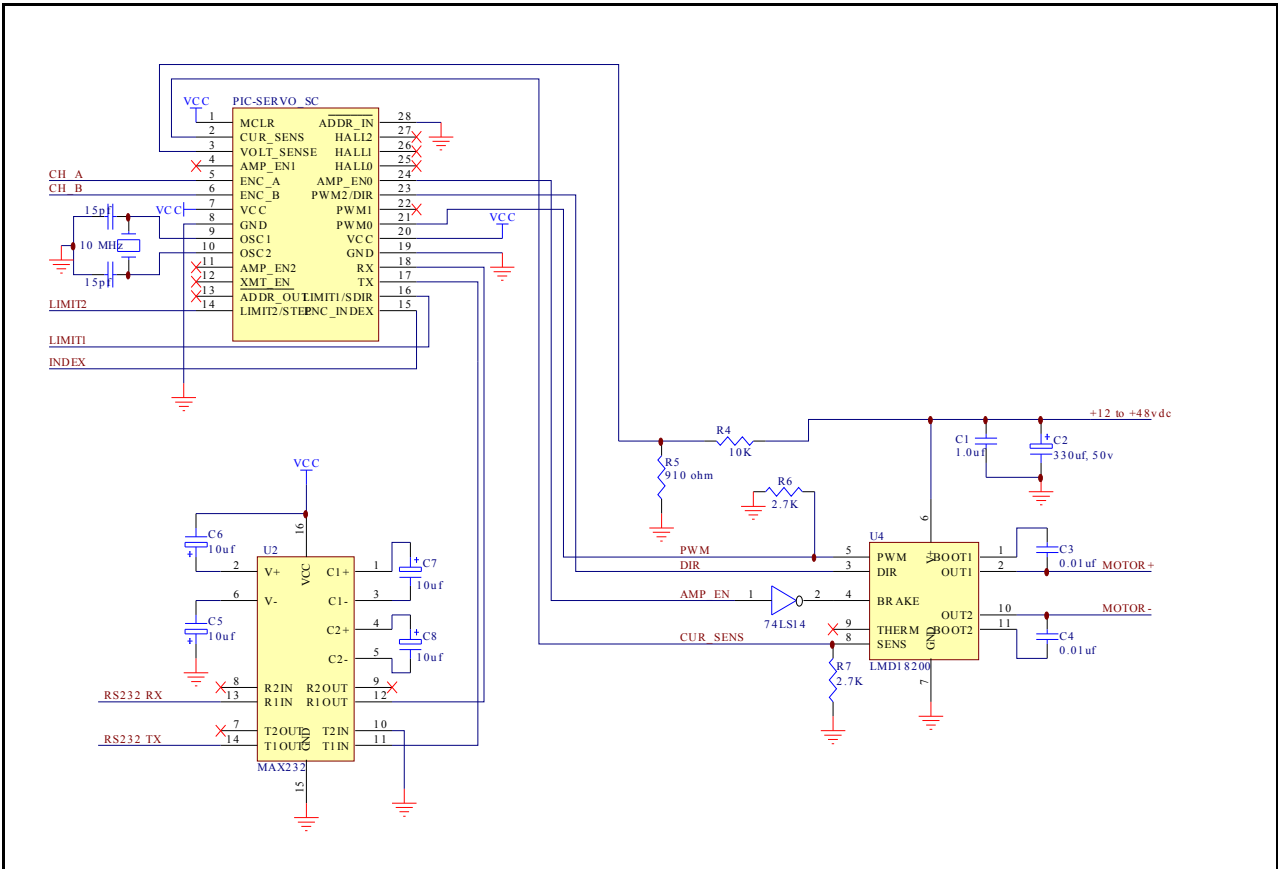 VCC
PIC-SERVO_SC
1 MCLR ADDR_IN 28
2 CUR_SENS HALL2 27
3 VOLT_SENSE HALL1 26
4 AMP_EN1 HALL0 25
CH_A 5 ENC_A AMP_EN0 24
CH_B 6 ENC_B PWM2/DIR 23
15pf VCC 7 VCC PWM1 22
8 GND PWM0 21 VCC
9 OSC1 VCC 20
10 MHz 10 OSC2 GND 19
11 AMP_EN2 RX 18
15pf 12 XMT_EN TX 17
13 ADDR_OUT LIMIT1/SDIR 16
LIMIT2 14 LIMIT2/STEP ENC_INDEX 15
LIMIT1
INDEX
+12 to +48vdc
R4
10K
C1
1.0uf
C2
330uf, 50v
R5
910 ohm
R6
2.7K
VCC
C6
10uf
16
U2
VCC
2 V+ C1+ 1
C7
10uf
6 V- C1- 3
C5
10uf
C2+ 4
C8
10uf
C2- 5
8 R2IN R2OUT 9
RS232 RX 13 R1IN R1OUT 12
7 T2OUT T2IN 10
RS232 TX 14 T1OUT T1IN 11
GND
MAX232
15
6
U4
V+
PWM 5 PWM BOOT1 1
C3
0.01uf
DIR 3 DIR OUT1 2 MOTOR+
AMP_EN 1 2 4 BRAKE
74LS14
OUT2 10 MOTOR-
9 THERM BOOT2 11
C4
0.01uf
CUR_SENS 8 SENS
GND
LMD18200
R7
2.7K
7